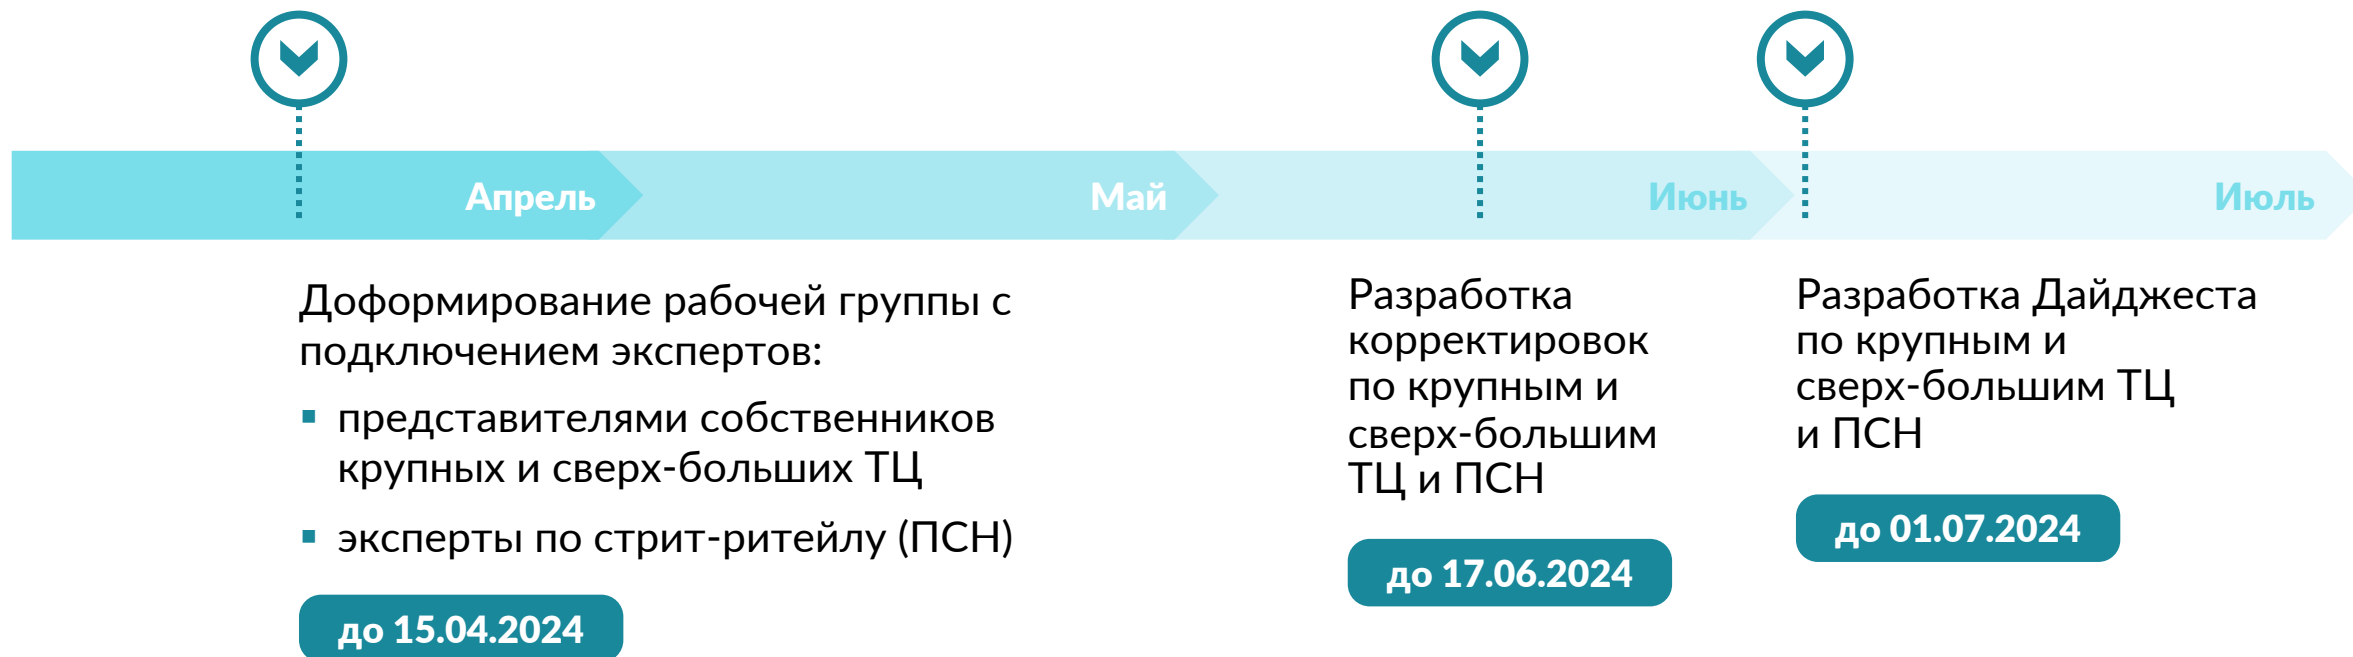 Апрель
Май
Июнь
Июль
Доформирование рабочей группы с
подключением экспертов:
▪ представителями собственников
крупных и сверх-больших ТЦ
▪ эксперты по стрит-ритейлу (ПСН)
до 15.04.2024
Разработка
корректировок
по крупным и
сверх-большим
ТЦ и ПСН
до 17.06.2024
Разработка Дайджеста
по крупным и
сверх-большим ТЦ
и ПСН
до 01.07.2024